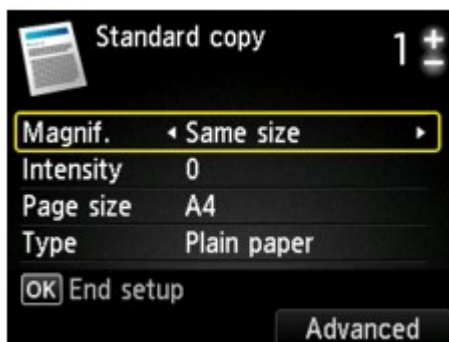 Standard copy 1 + -
Magnif. ◂ Same size ▸
Intensity 0
Page size A4
Type Plain paper
OK End setup
Advanced